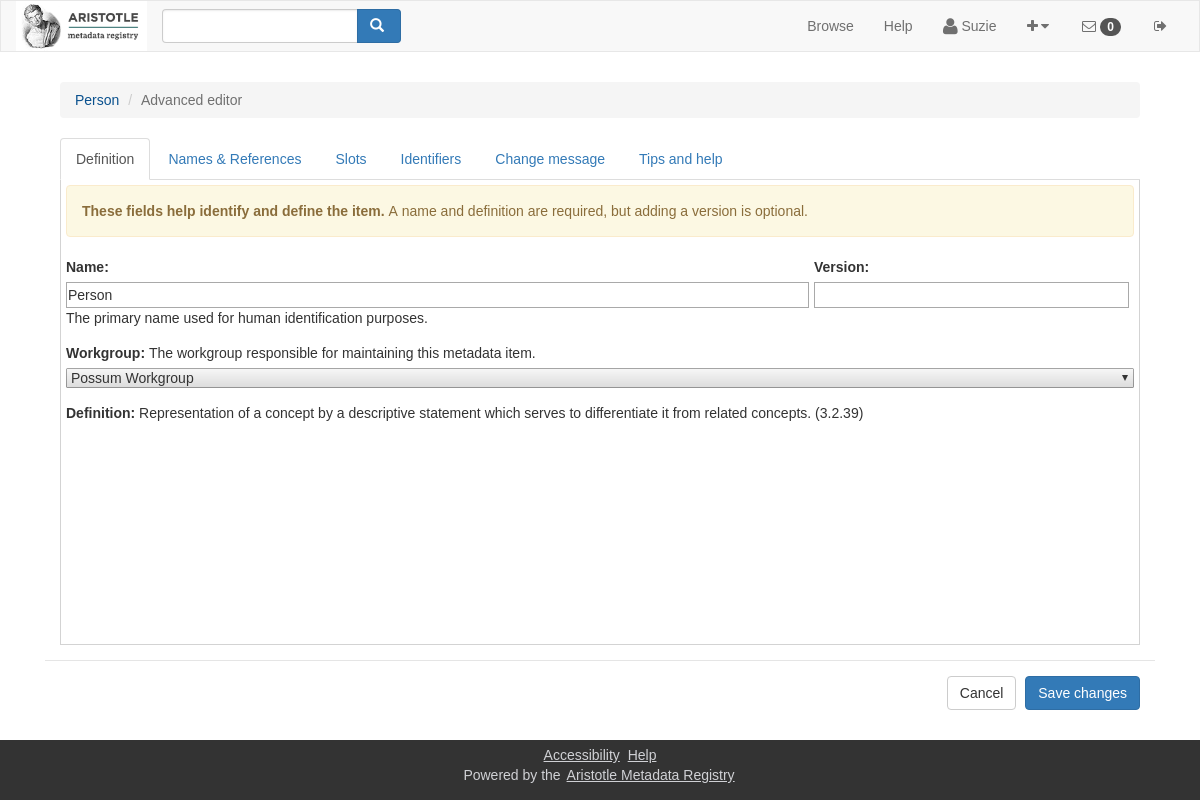 ARISTOTLE
metadata registry
Browse Help Suzie 0
Person / Advanced editor
Definition Names & References Slots Identifiers Change message Tips and help
These fields help identify and define the item. A name and definition are required, but adding a version is optional.
Name: Version:
Person
The primary name used for human identification purposes.
Workgroup: The workgroup responsible for maintaining this metadata item.
Possum Workgroup
Definition: Representation of a concept by a descriptive statement which serves to differentiate it from related concepts. (3.2.39)
Cancel Save changes
Accessibility Help
Powered by the Aristotle Metadata Registry